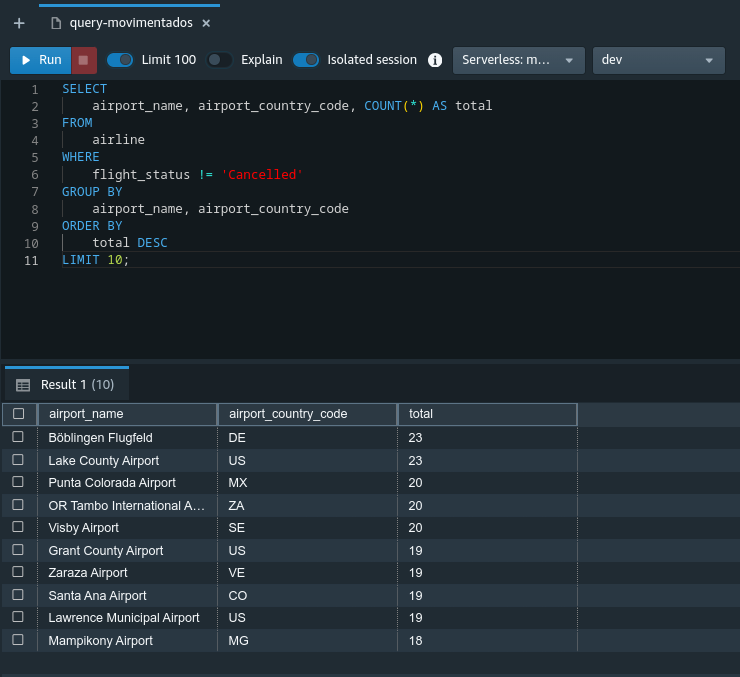 + query-movimentados ×
Run Limit 100 Explain Isolated session i Serverless: m... dev
1 SELECT
2 airport_name, airport_country_code, COUNT(*) AS total
3 FROM
4 airline
5 WHERE
6 flight_status != 'Cancelled'
7 GROUP BY
8 airport_name, airport_country_code
9 ORDER BY
10 total DESC
11 LIMIT 10;
Result 1 (10)
airport_name airport_country_code total
Böblingen Flugfeld DE 23
Lake County Airport US 23
Punta Colorada Airport MX 20
OR Tambo International A... ZA 20
Visby Airport SE 20
Grant County Airport US 19
Zaraza Airport VE 19
Santa Ana Airport CO 19
Lawrence Municipal Airport US 19
Mampikony Airport MG 18